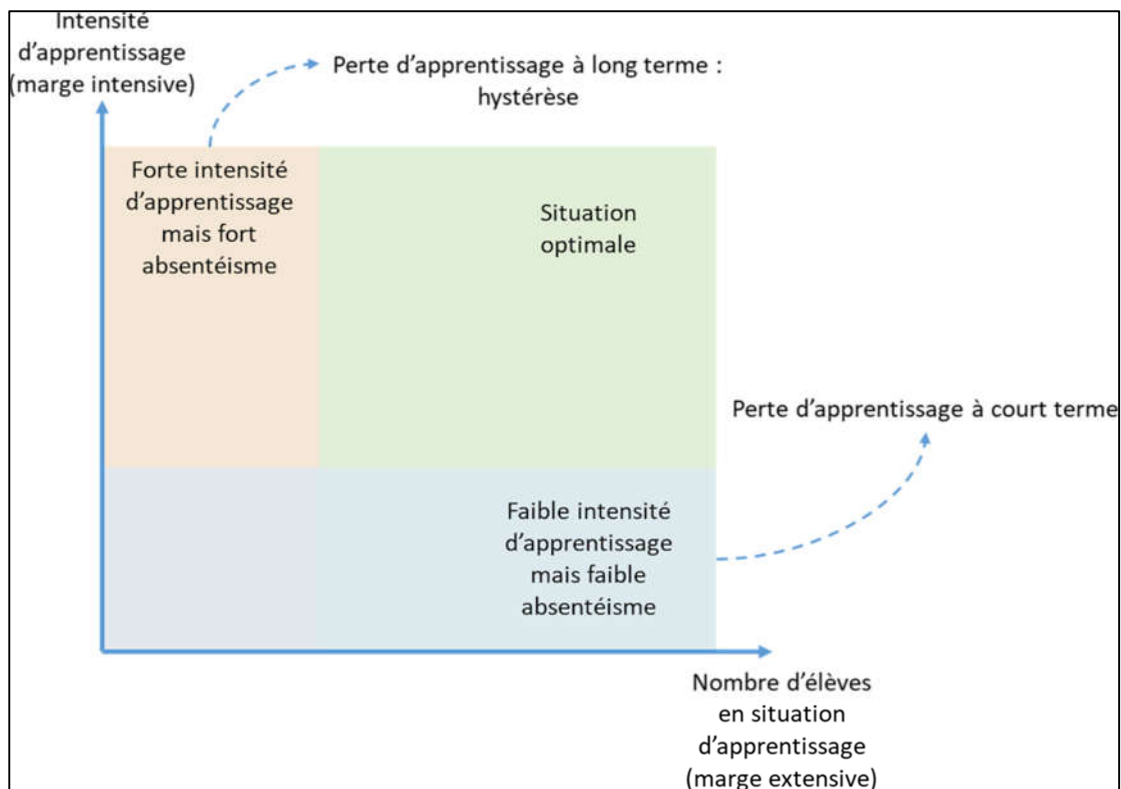 Intensité
d’apprentissage
(marge intensive)
Perte d’apprentissage à long terme :
hystérèse
Forte intensité
d’apprentissage
mais fort
absentéisme
Situation
optimale
Perte d’apprentissage à court terme
Faible intensité
d’apprentissage
mais faible
absentéisme
Nombre d’élèves
en situation
d’apprentissage
(marge extensive)